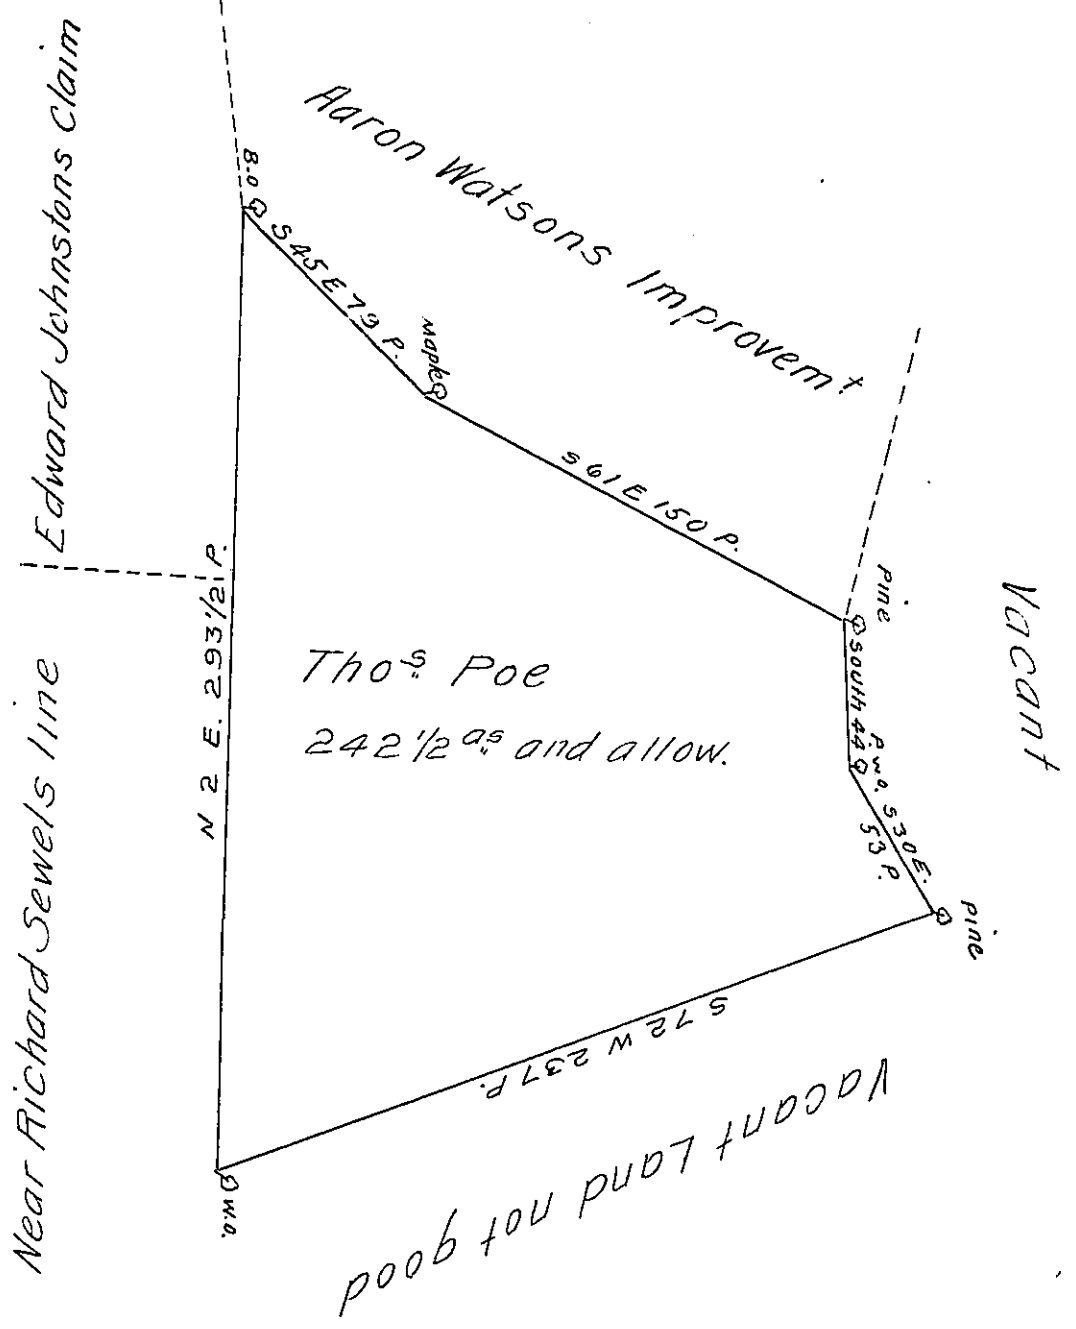 Edward Johnstons Claim
Near Richard Sewels line
Aaron Watsons Improvemt
B.O
S 45 E 79 P.
Maple
S 61 E 150 P.
Pine
South 44 P.
W.O.
S 30 E.
53 P.
Pine
Vacant
N 2 E. 293 1/2 P.
Thos Poe
242 1/2 as and allow.
S 72 W 237 P.
W.O.
Vacant Land not good